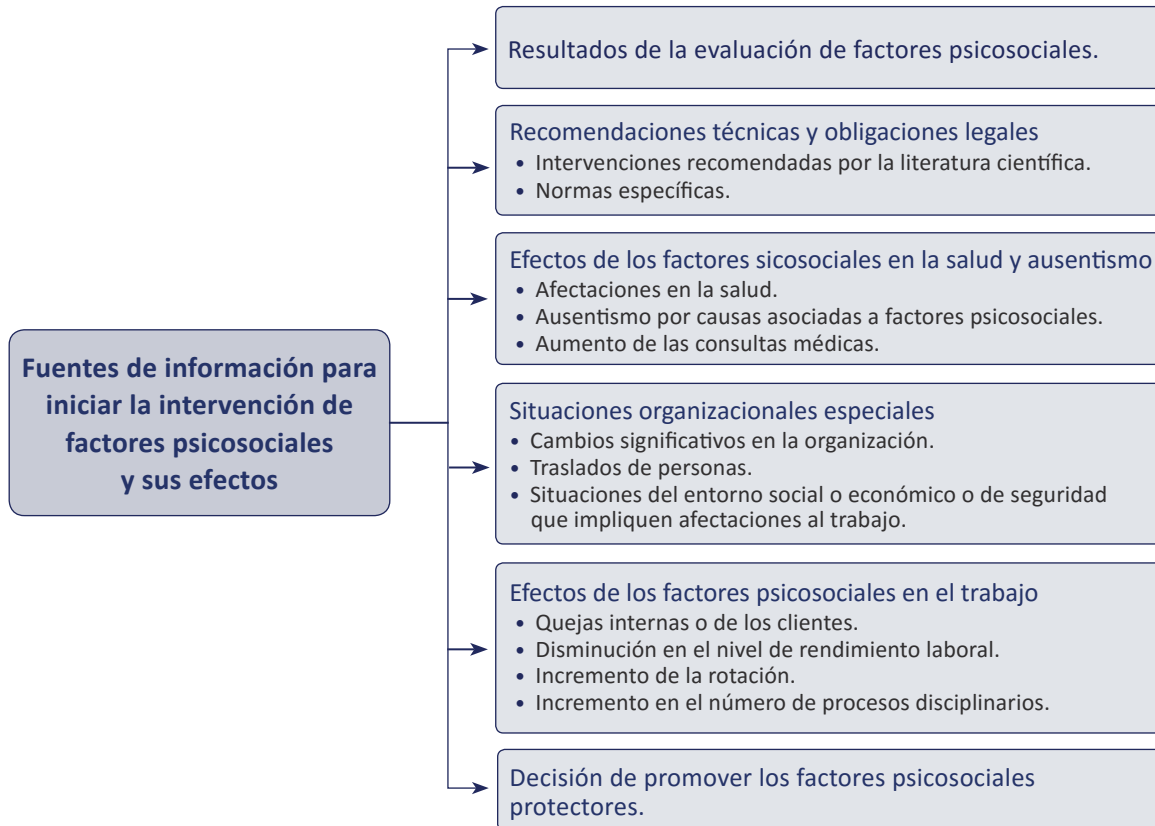 Fuentes de información para
iniciar la intervención de
factores psicosociales
y sus efectos
Resultados de la evaluación de factores psicosociales.
Recomendaciones técnicas y obligaciones legales
• Intervenciones recomendadas por la literatura científica.
• Normas específicas.
Efectos de los factores sicosociales en la salud y ausentismo
• Afectaciones en la salud.
• Ausentismo por causas asociadas a factores psicosociales.
• Aumento de las consultas médicas.
Situaciones organizacionales especiales
• Cambios significativos en la organización.
• Traslados de personas.
• Situaciones del entorno social o económico o de seguridad
que impliquen afectaciones al trabajo.
Efectos de los factores psicosociales en el trabajo
• Quejas internas o de los clientes.
• Disminución en el nivel de rendimiento laboral.
• Incremento de la rotación.
• Incremento en el número de procesos disciplinarios.
Decisión de promover los factores psicosociales
protectores.